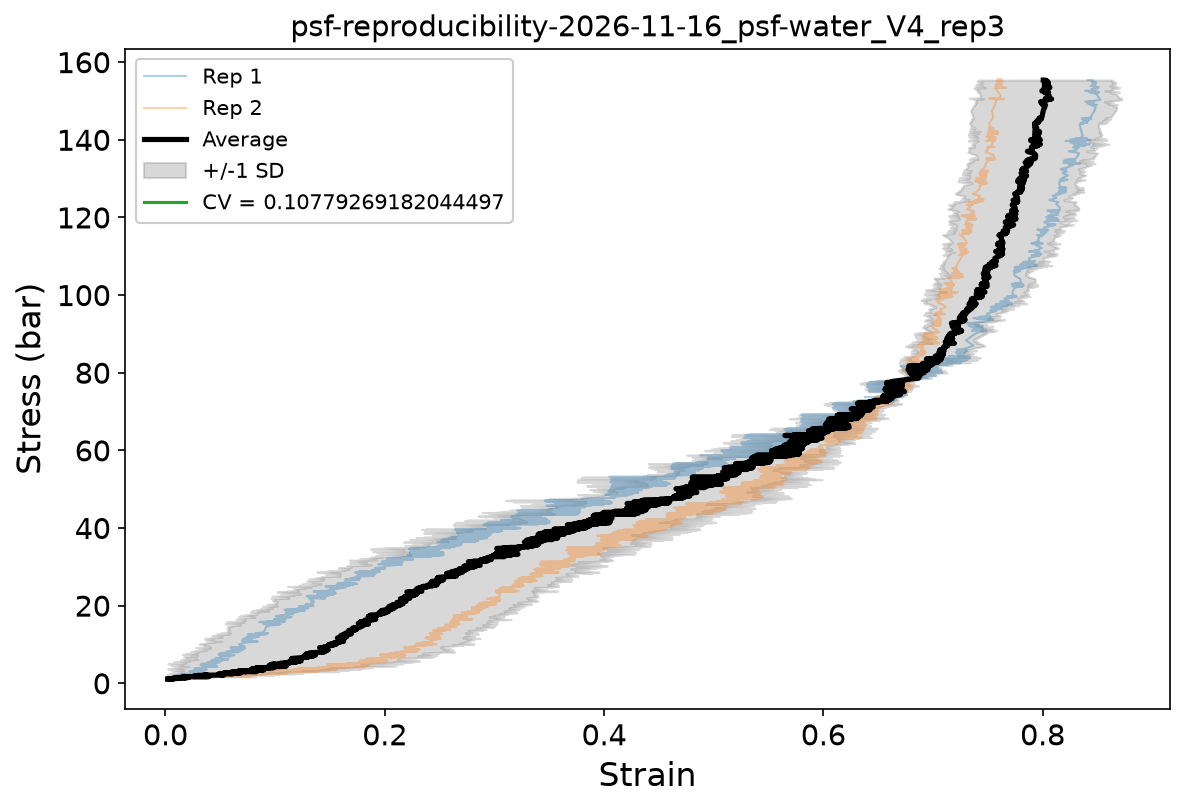 psf-reproducibility-2026-11-16_psf-water_V4_rep3
Rep 1
Rep 2
Average
+/-1 SD
CV = 0.10779269182044497
Stress (bar)
160
140
120
100
80
60
40
20
0
0.0 0.2 0.4 0.6 0.8
Strain